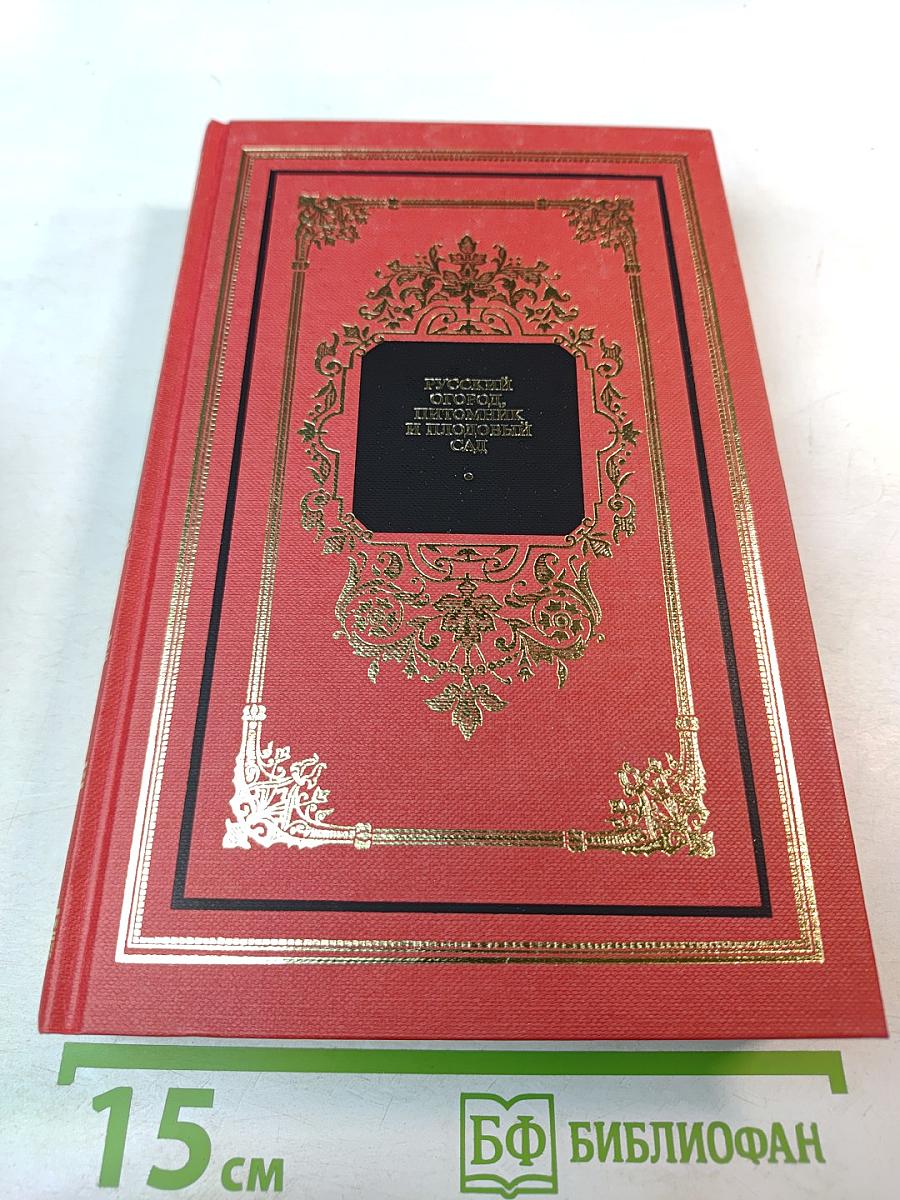 РУССКИЙ
ОГОРОД,
ПИТОМНИК
И ПЛОДОВЫЙ
САД
15 см
БФ БИБЛИОФАН